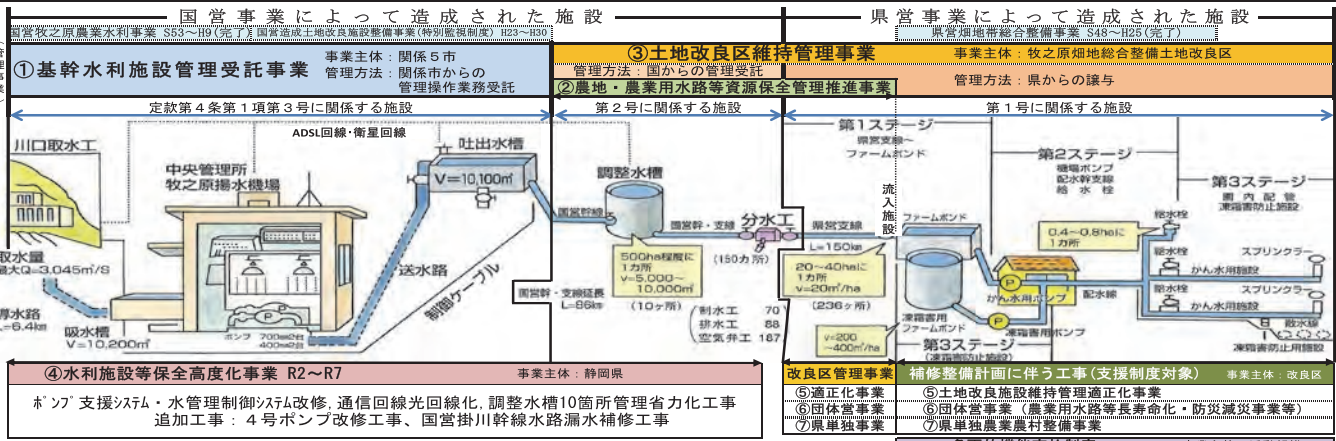 国営事業によって造成された施設
県営事業によって造成された施設
国営牧之原農業水利事業 S53～H9(完了)
国営造成土地改良施設整備事業(特別監視制度) H23～H30
県営畑地帯総合整備事業 S48～H25(完了)
①基幹水利施設管理受託事業
事業主体：関係5市
管理方法：関係市からの
管理操作業務受託
③土地改良区維持管理事業
事業主体：牧之原畑地総合整備土地改良区
管理方法：国からの管理受託
管理方法：県からの譲与
②農地・農業用水路等資源保全管理推進事業
定款第4条第1項第3号に関係する施設
第2号に関係する施設
第1号に関係する施設
ADSL回線・衛星回線
川口取水工
中央管理所
牧之原揚水機場
吐出水槽
V=10,100㎥
調整水槽
第1ステージ
県営支線～
ファームポンド
第2ステージ
機場ポンプ
配水幹支線
給水栓
第3ステージ
圃内配管
凍霜害防止施設
流入施設
取水量
最大Q=3.045㎥/S
導水路
L=6.4km
吸水槽
V=10,200㎥
ポンプ 700㎜2台
400㎜2台
送水路
制御ケーブル
国営幹線
国営幹・支線
国営幹・支線延長
L=86km
500ha程度に
1カ所
V=5,000～
10,000㎥
(10ヶ所)
分水工
(150カ所)
制水工 70
排水工 88
空気弁工 187
県営支線
L=150km
20～40haに
1カ所
v=20㎥/ha
(236ヶ所)
v=200
～400㎥/ha
ファームポンド
凍霜害用
ファームポンド
P
かん水用ポンプ
P
凍霜害用ポンプ
第3ステージ
(凍霜害防止施設)
0.4～0.8haに
1カ所
配水線
給水栓
給水栓
かん水用施設
スプリンクラー
給水栓
かん水用施設
スプリンクラー
散水線
凍霜害防止用施設
④水利施設等保全高度化事業 R2～R7
事業主体：静岡県
ﾎﾟﾝﾌﾟ支援ｼｽﾃﾑ・水管理制御ｼｽﾃﾑ改修, 通信回線光回線化, 調整水槽10箇所管理省力化工事
追加工事：４号ポンプ改修工事、国営掛川幹線水路漏水補修工事
改良区管理事業
⑤適正化事業
⑥団体営事業
⑦県単独事業
補修整備計画に伴う工事(支援制度対象)
事業主体：改良区
⑤土地改良施設維持管理適正化事業
⑥団体営事業（農業用水路等長寿命化・防災減災事業等）
⑦県単独農業農村整備事業